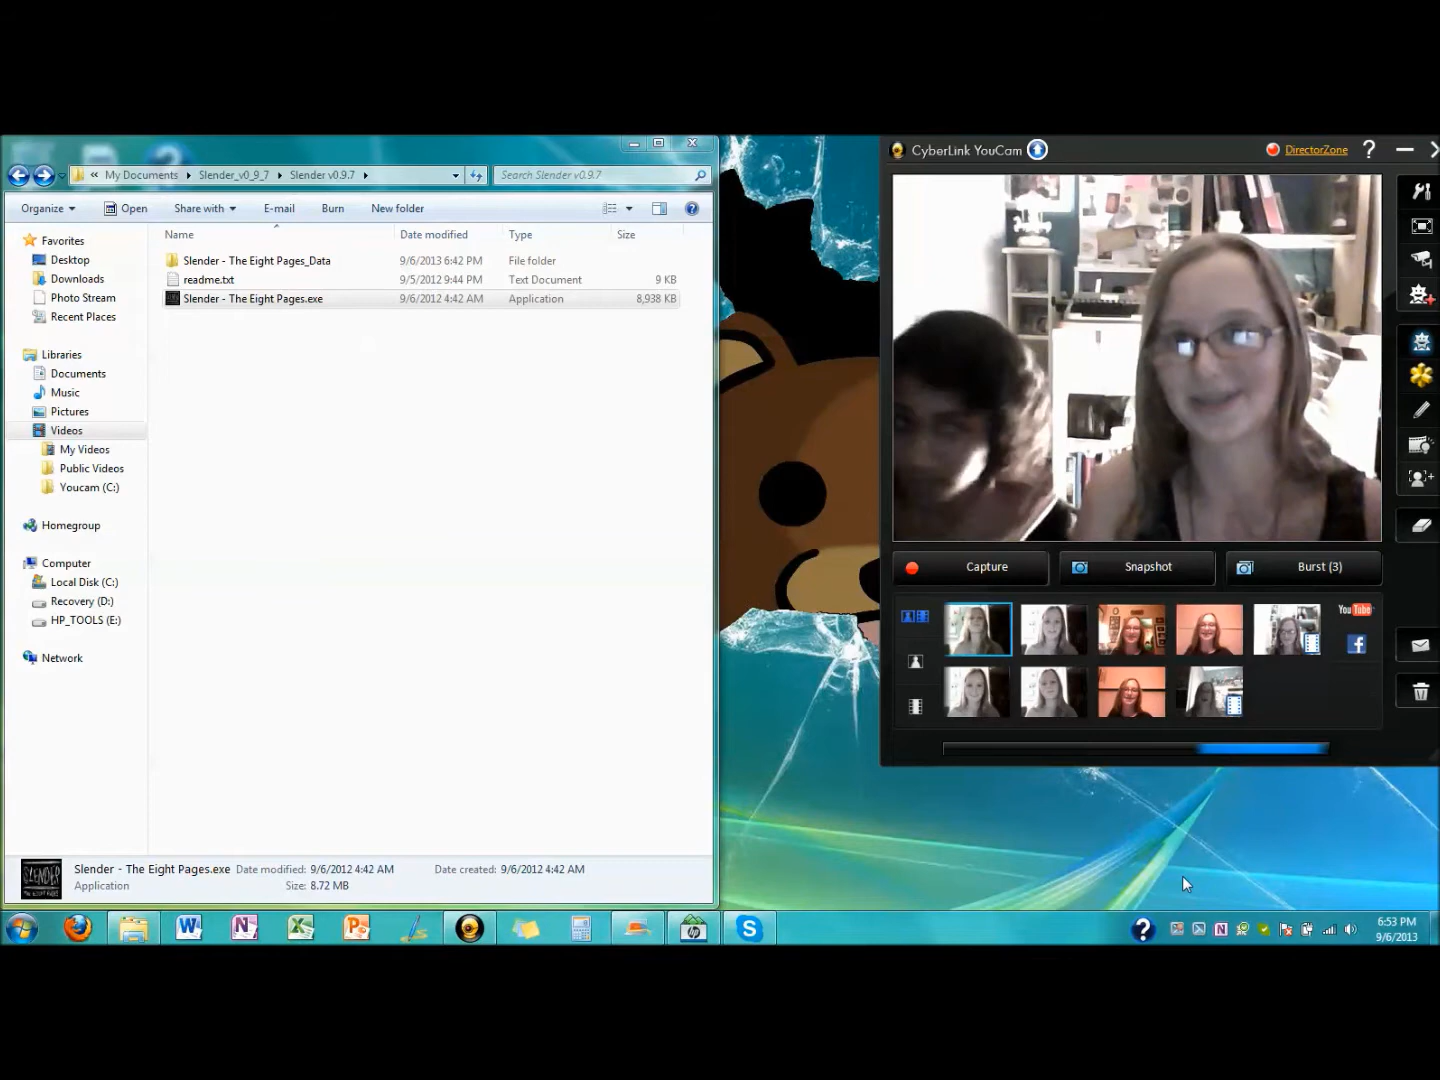 CyberLink YouCam
DirectorZone ?
« My Documents Slender_v0_9_7 Slender v0.9.7
Search Slender v0.9.7
Organize Open Share with E-mail Burn New folder
Name Date modified Type Size
Favorites
Desktop
Downloads
Photo Stream
Recent Places
Libraries
Documents
Music
Pictures
Videos
My Videos
Public Videos
Youcam (C:)
Homegroup
Computer
Local Disk (C:)
Recovery (D:)
HP_TOOLS (E:)
Network
Slender - The Eight Pages_Data 9/6/2013 6:42 PM File folder
readme.txt 9/5/2012 9:44 PM Text Document 9 KB
Slender - The Eight Pages.exe 9/6/2012 4:42 AM Application 8,938 KB
Capture Snapshot Burst (3)
You Tube
f
SLENDER
Slender - The Eight Pages.exe Date modified: 9/6/2012 4:42 AM Date created: 9/6/2012 4:42 AM
Application Size: 8.72 MB
W N X P hp S ? N
6:53 PM
9/6/2013